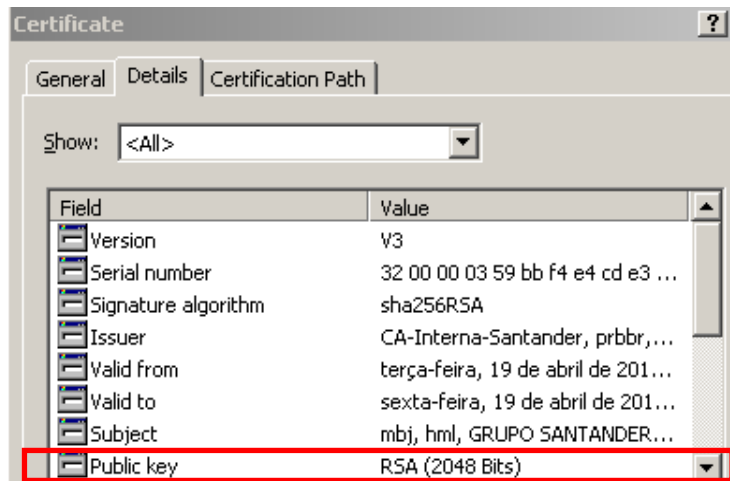 Certificate ?
General Details Certification Path
Show: <All>
Field Value
Version V3
Serial number 32 00 00 03 59 bb f4 e4 cd e3 ...
Signature algorithm sha256RSA
Issuer CA-Interna-Santander, prbbr,...
Valid from terça-feira, 19 de abril de 201...
Valid to sexta-feira, 19 de abril de 201...
Subject mbj, hml, GRUPO SANTANDER...
Public key RSA (2048 Bits)